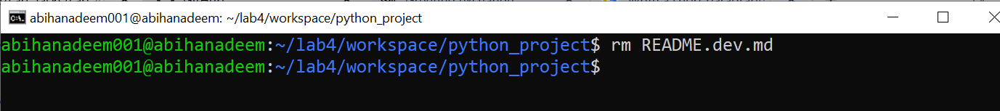 abihanadeem001@abihanadeem: ~/lab4/workspace/python_project
abihanadeem001@abihanadeem:~/lab4/workspace/python_project$ rm README.dev.md
abihanadeem001@abihanadeem:~/lab4/workspace/python_project$